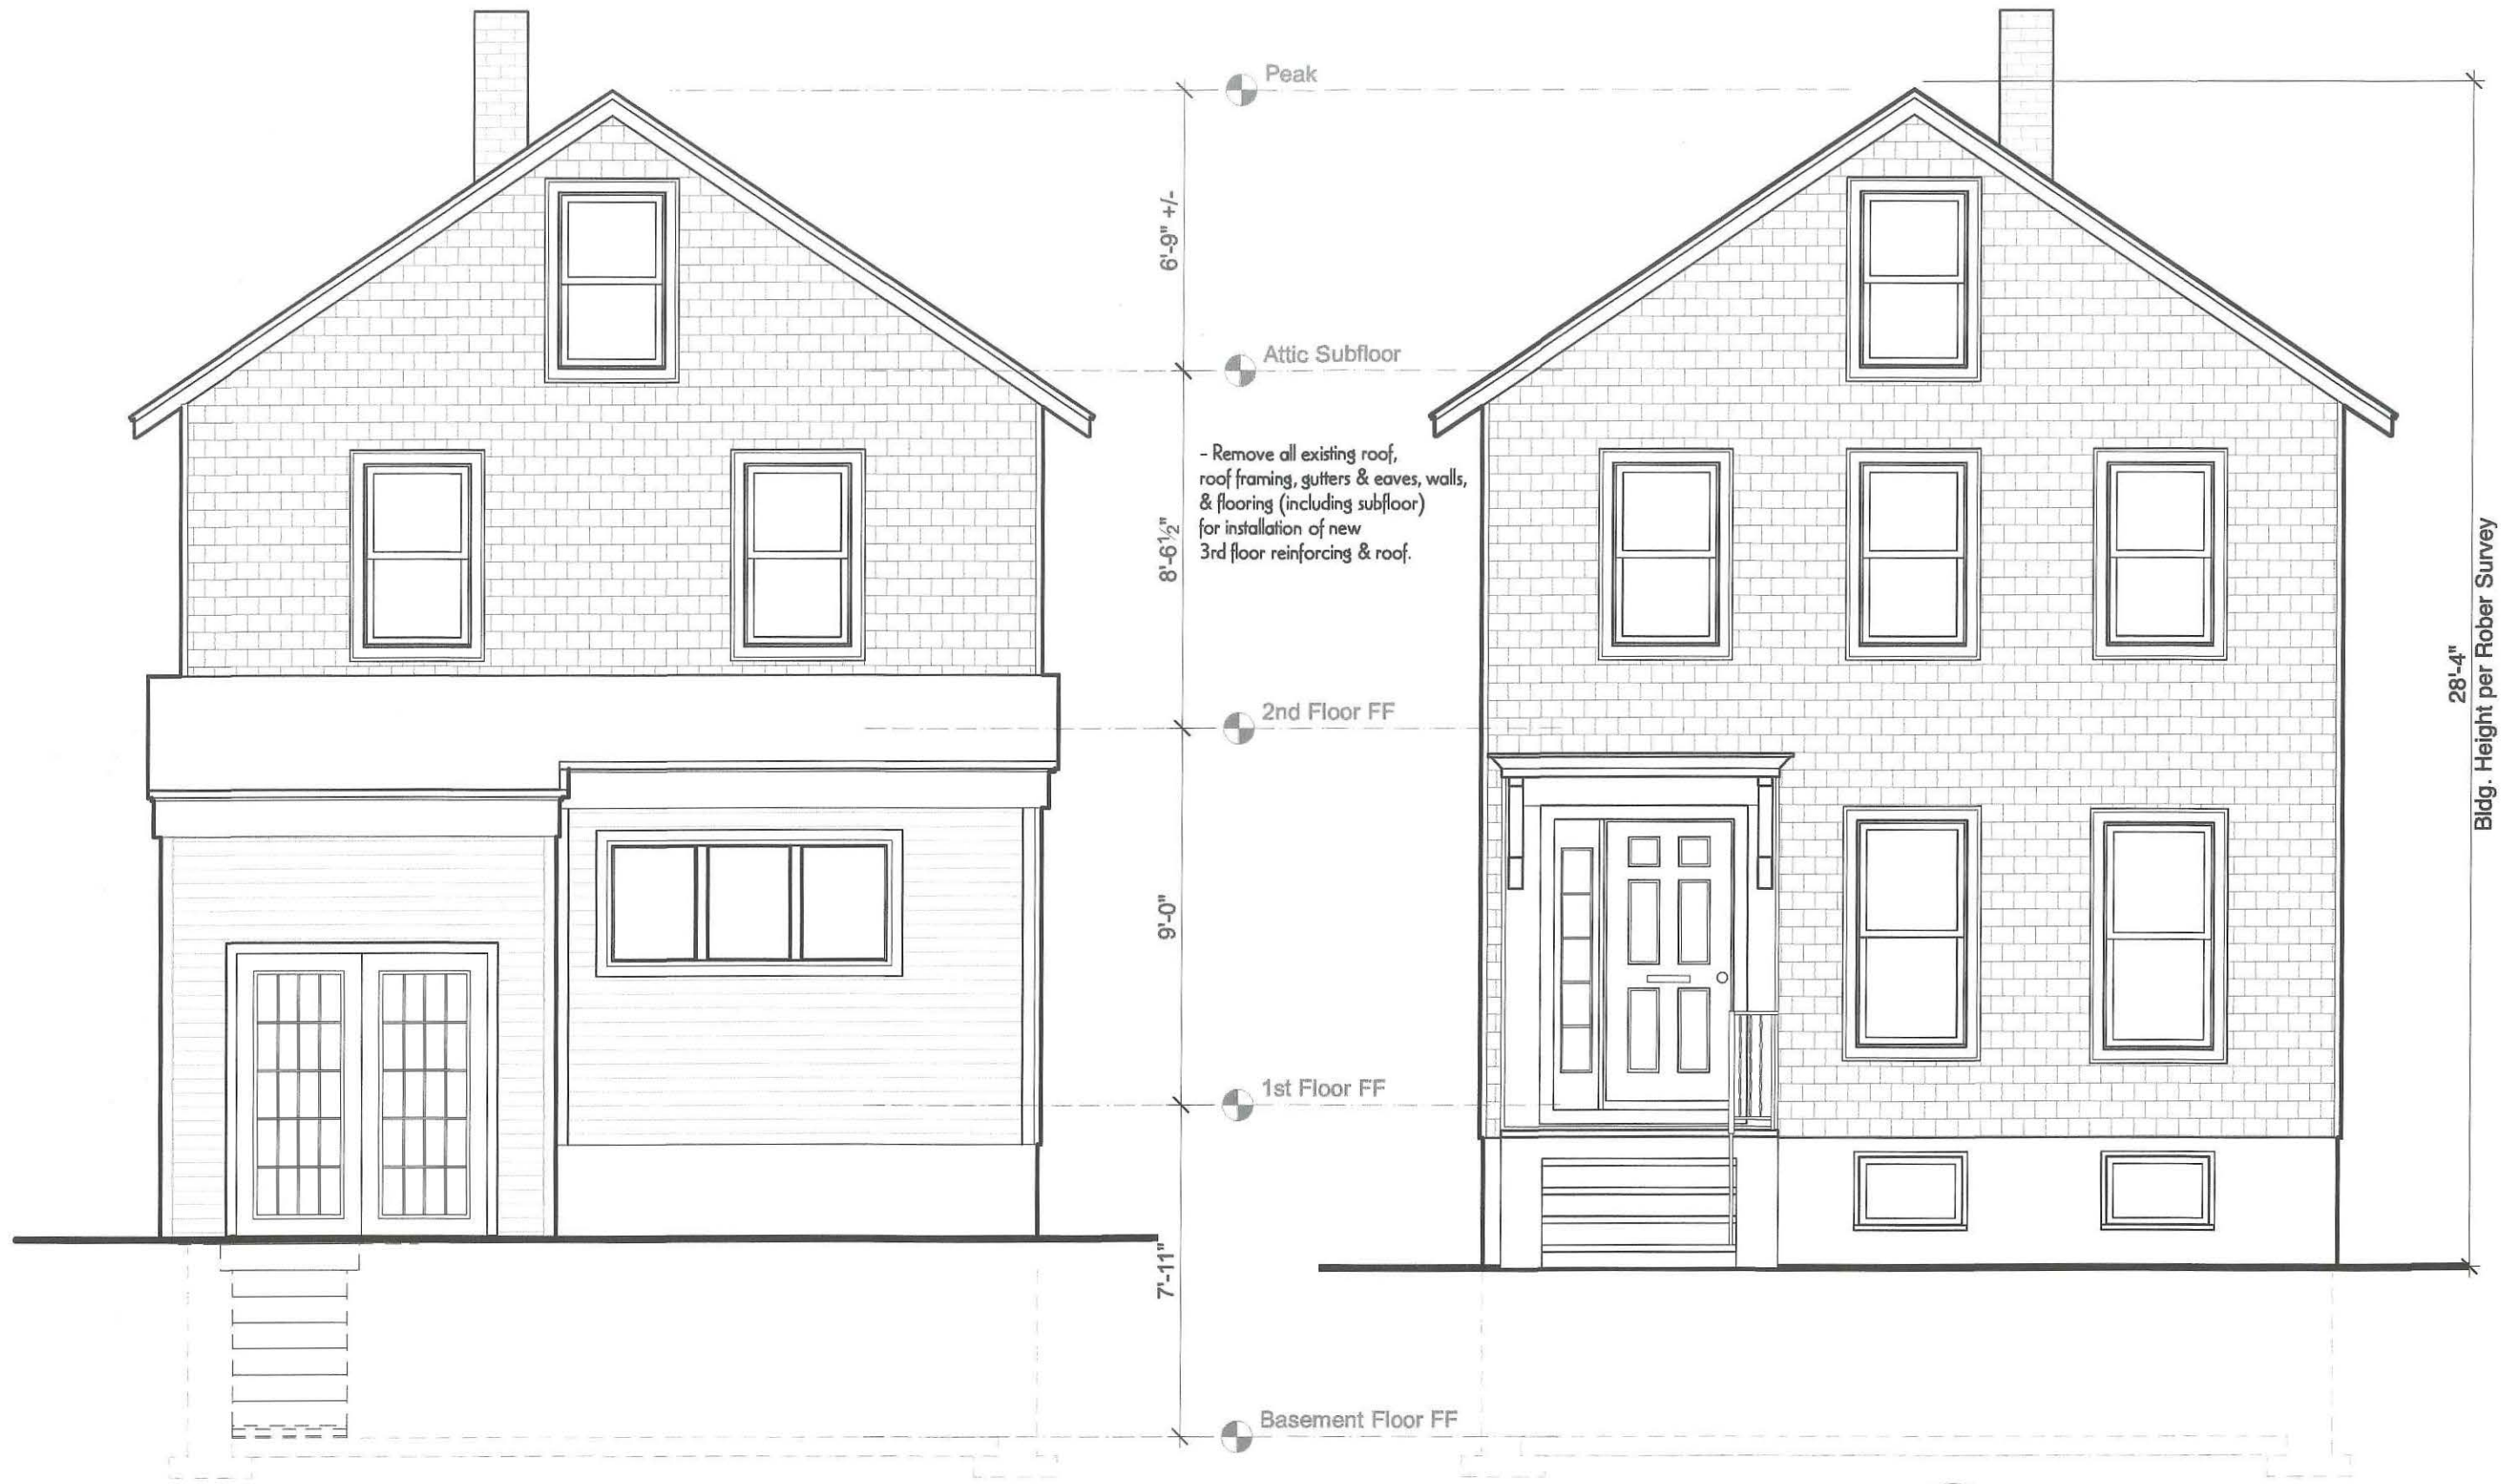 Peak
6'-9" +/-
Attic Subfloor
- Remove all existing roof,
roof framing, gutters & eaves, walls,
& flooring (including subfloor)
for installation of new
3rd floor reinforcing & roof.
8'-6½"
2nd Floor FF
9'-0"
1st Floor FF
7'-11"
Basement Floor FF
28'-4"
Bldg. Height per Rober Survey